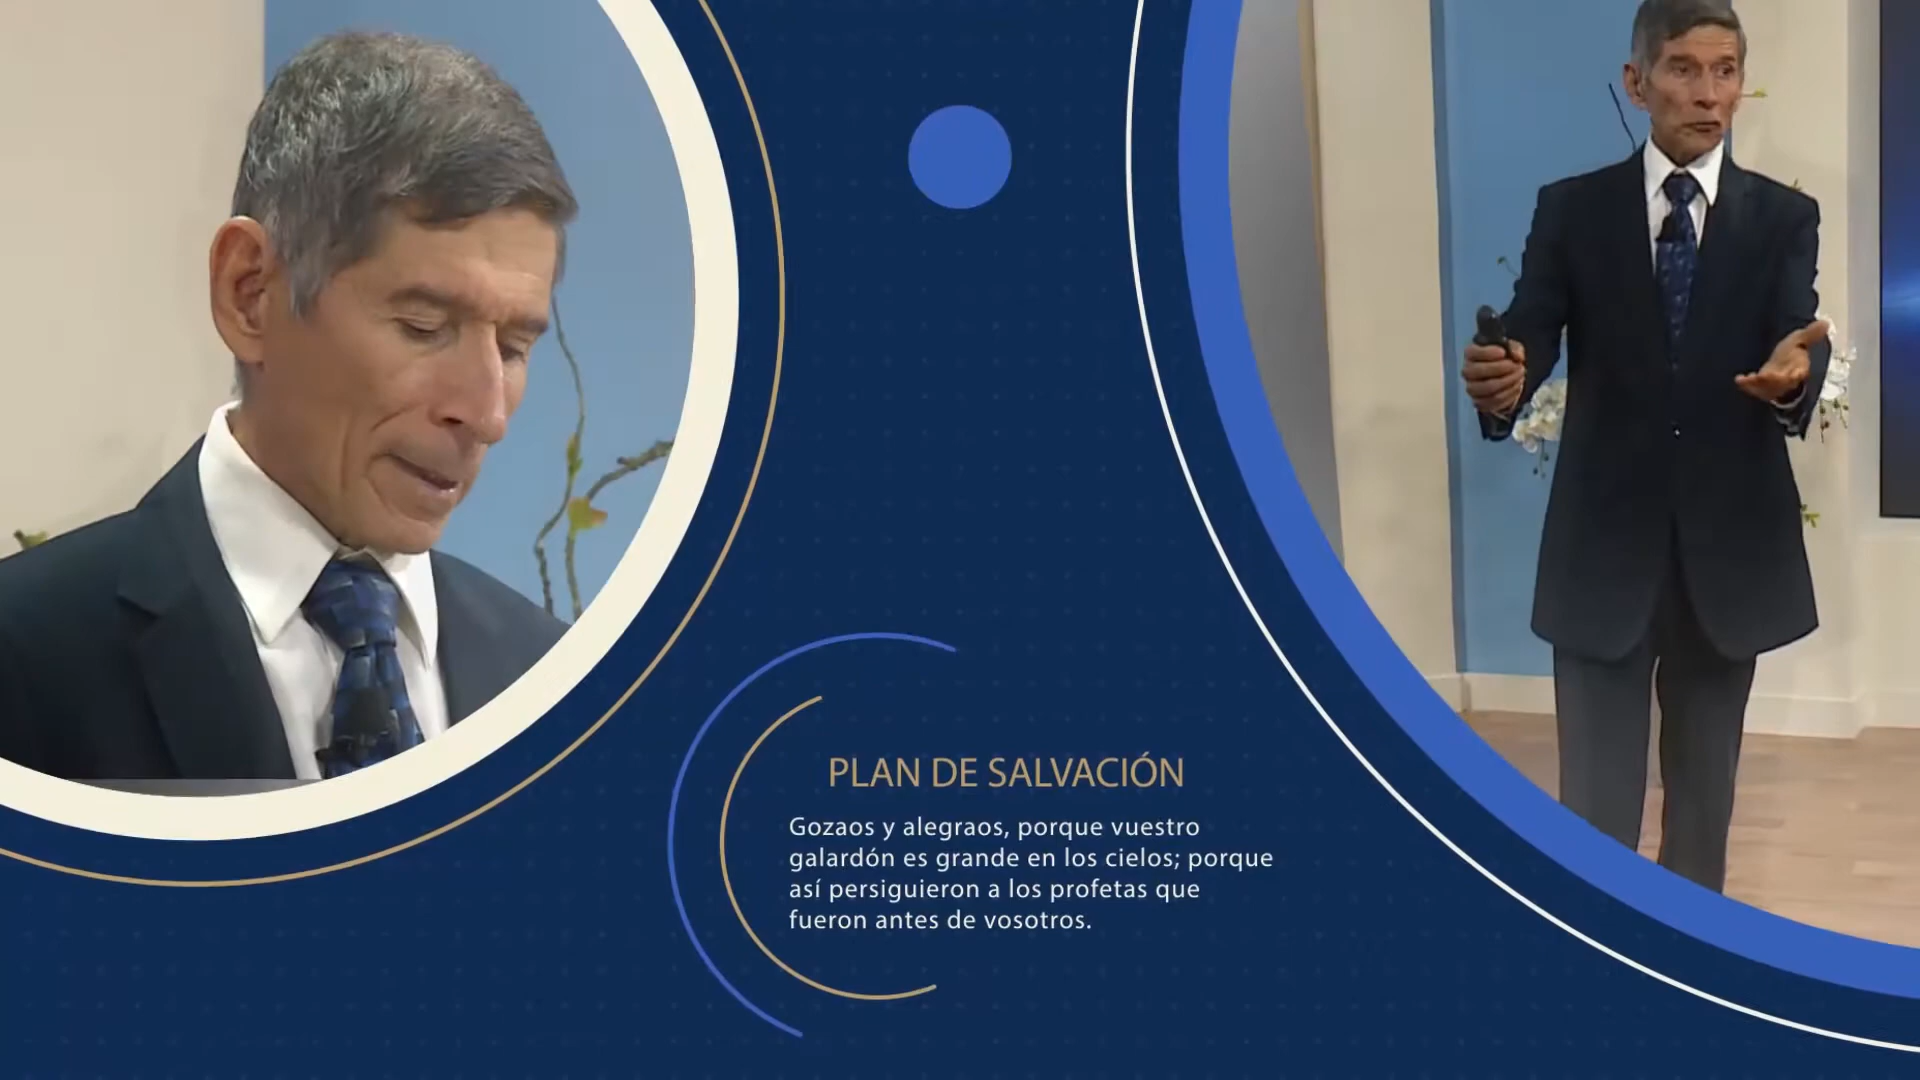 PLAN DE SALVACIÓN
Gozaos y alegraos, porque vuestro
galardón es grande en los cielos; porque
así persiguieron a los profetas que
fueron antes de vosotros.